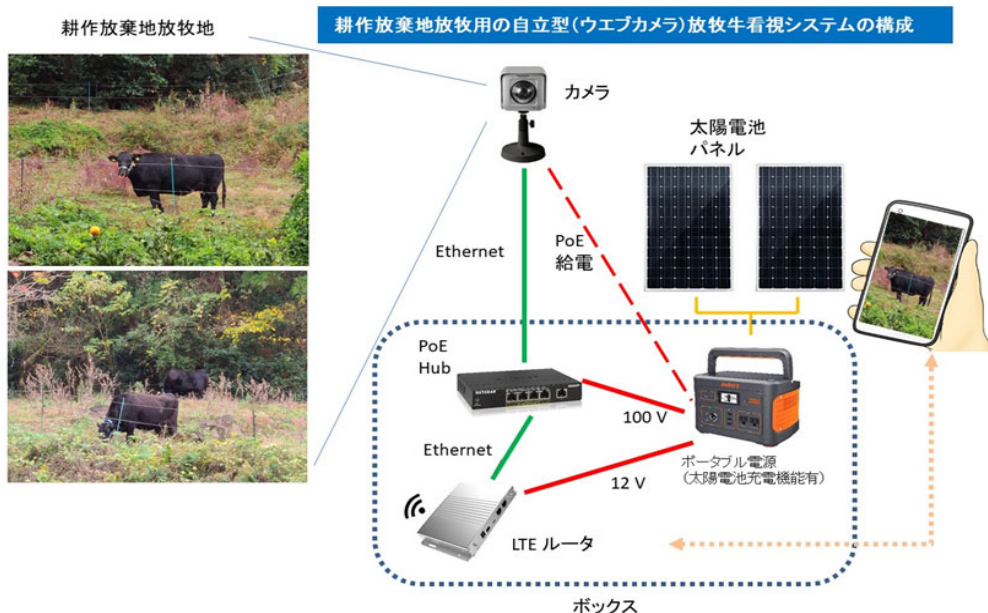 耕作放棄地放牧地
耕作放棄地放牧用の自立型(ウエブカメラ)放牧牛看視システムの構成
カメラ
太陽電池
パネル
Ethernet
PoE
給電
PoE
Hub
NETGEAR
100 V
Ethernet
12 V
ポータブル電源
(太陽電池充電機能有)
LTE ルータ
ボックス